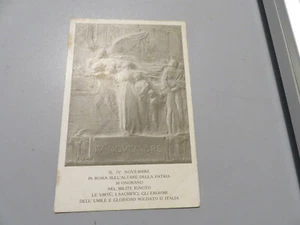 IL IV NOVEMBRE
IN ROMA SULL'ALTARE DELLA PATRIA
SI ONORANO
NEL MILITE IGNOTO
LE VIRTÙ, I SACRIFICI, GLI EROISMI
DELL'UMILE E GLORIOSO SOLDATO D'ITALIA